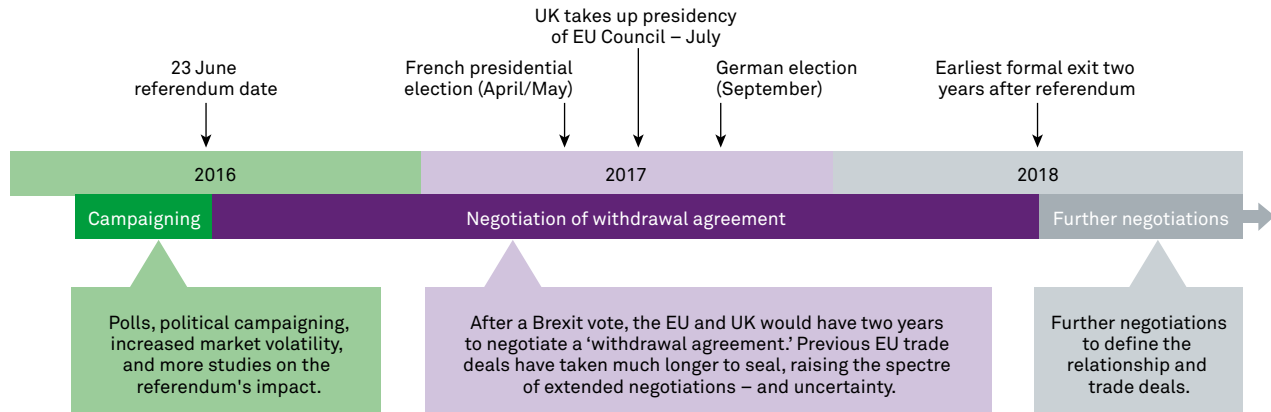 UK takes up presidency
of EU Council – July
23 June
referendum date
French presidential
election (April/May)
German election
(September)
Earliest formal exit two
years after referendum
2016
2017
2018
Campaigning
Negotiation of withdrawal agreement
Further negotiations
Polls, political campaigning,
increased market volatility,
and more studies on the
referendum's impact.
After a Brexit vote, the EU and UK would have two years
to negotiate a ‘withdrawal agreement.’ Previous EU trade
deals have taken much longer to seal, raising the spectre
of extended negotiations – and uncertainty.
Further negotiations
to define the
relationship and
trade deals.